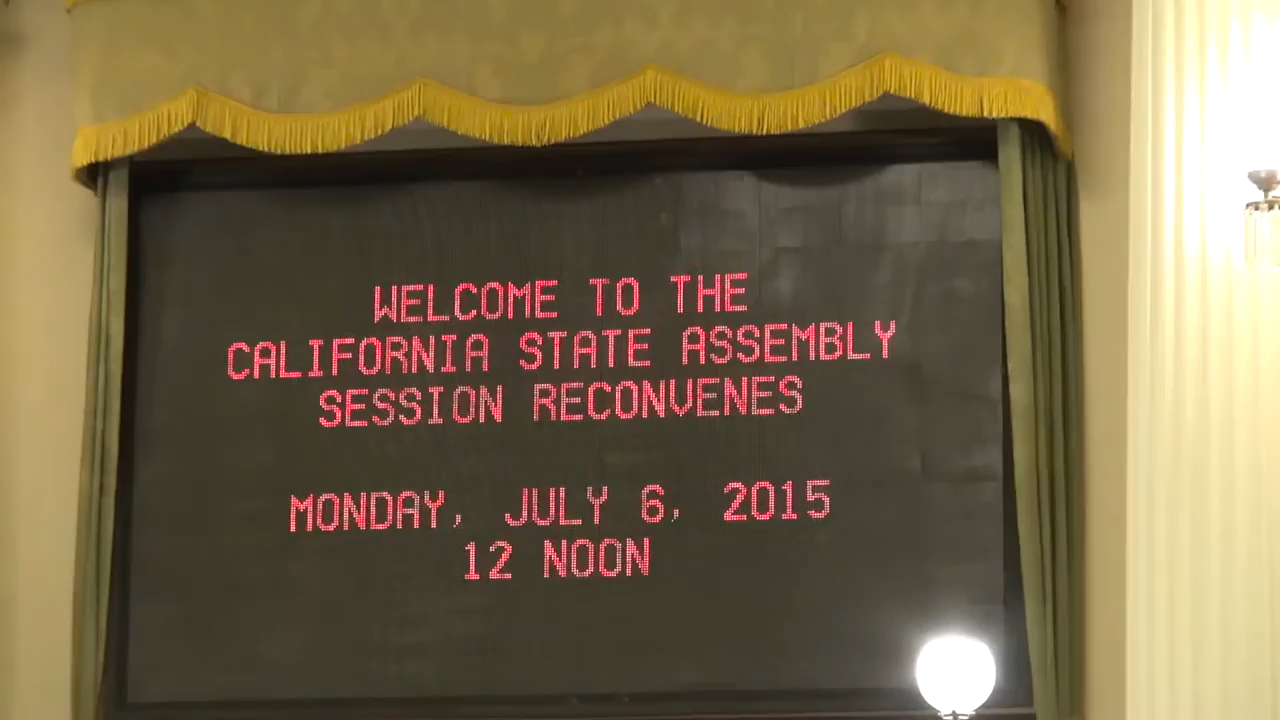 WELCOME TO THE
CALIFORNIA STATE ASSEMBLY
SESSION RECONVENES
MONDAY, JULY 6, 2015
12 NOON